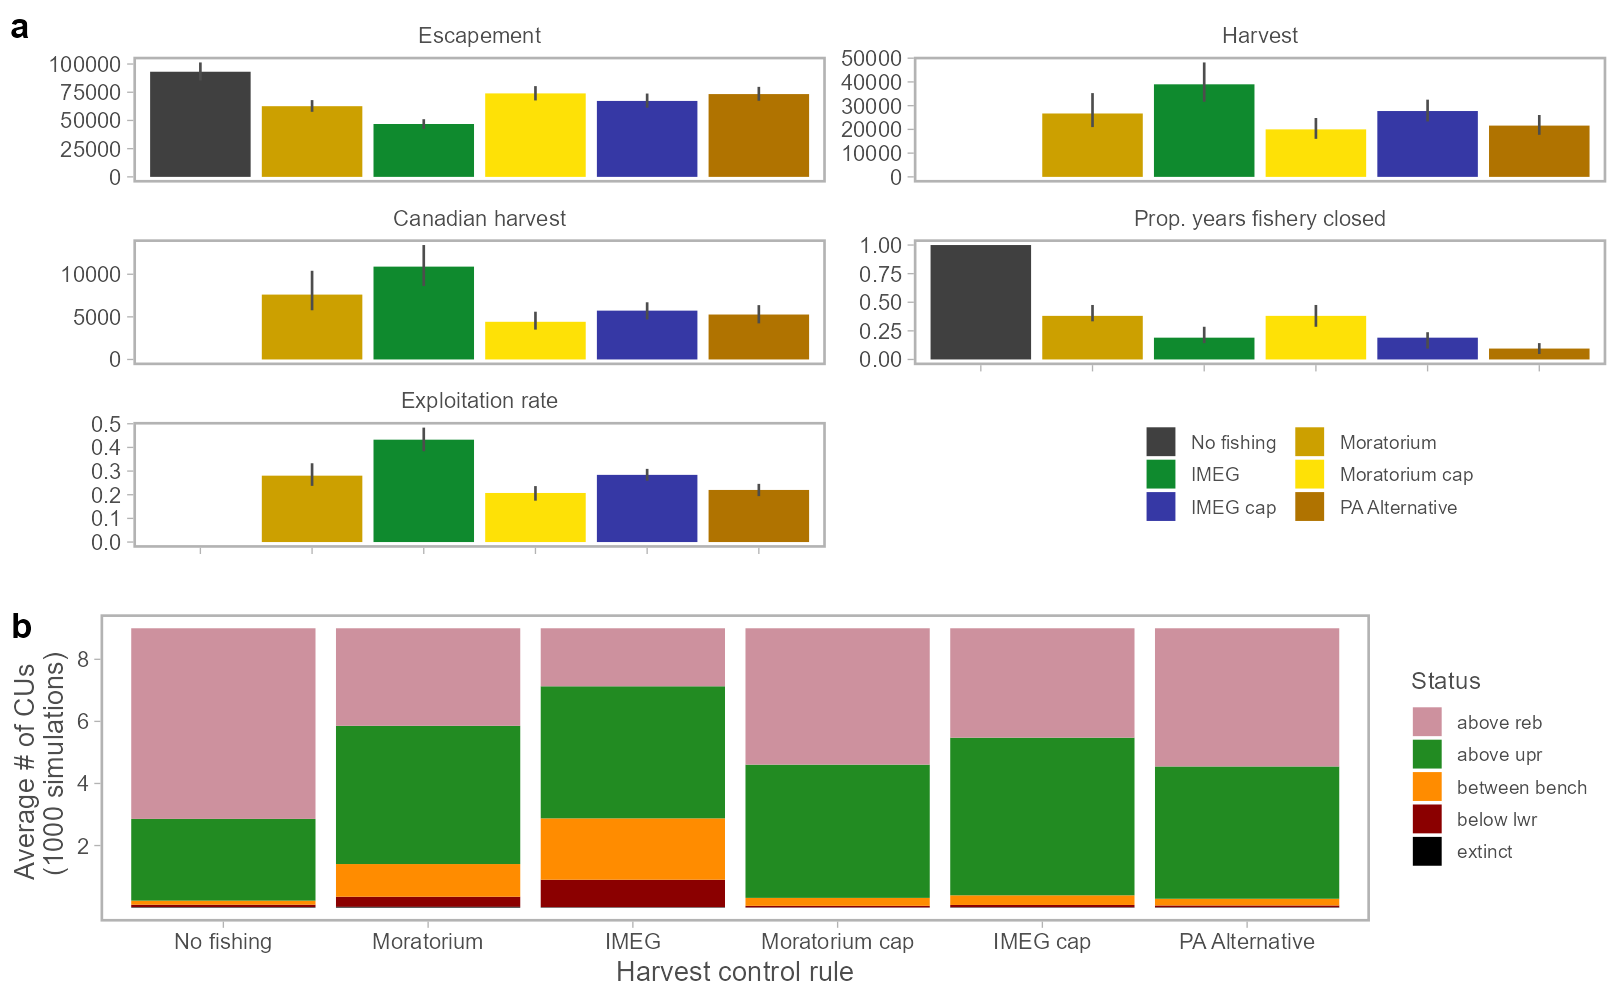 a
Escapement
100000
75000
50000
25000
0
Harvest
50000
40000
30000
20000
10000
0
Canadian harvest
10000
5000
0
Prop. years fishery closed
1.00
0.75
0.50
0.25
0.00
Exploitation rate
0.5
0.4
0.3
0.2
0.1
0.0
No fishing
Moratorium
IMEG
Moratorium cap
IMEG cap
PA Alternative
b
Average # of CUs
(1000 simulations)
8
6
4
2
No fishing
Moratorium
IMEG
Moratorium cap
IMEG cap
PA Alternative
Harvest control rule
Status
above reb
above upr
between bench
below lwr
extinct